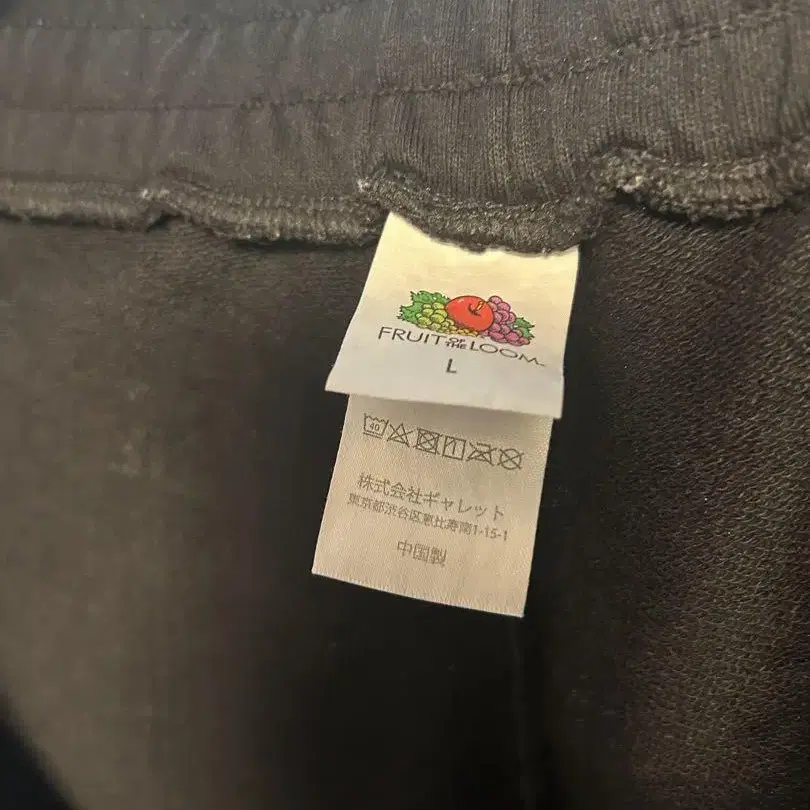 FRUIT OF THE LOOM
L
40
株式会社ギャレット
東京都渋谷区恵比寿南1-15-1
中国製